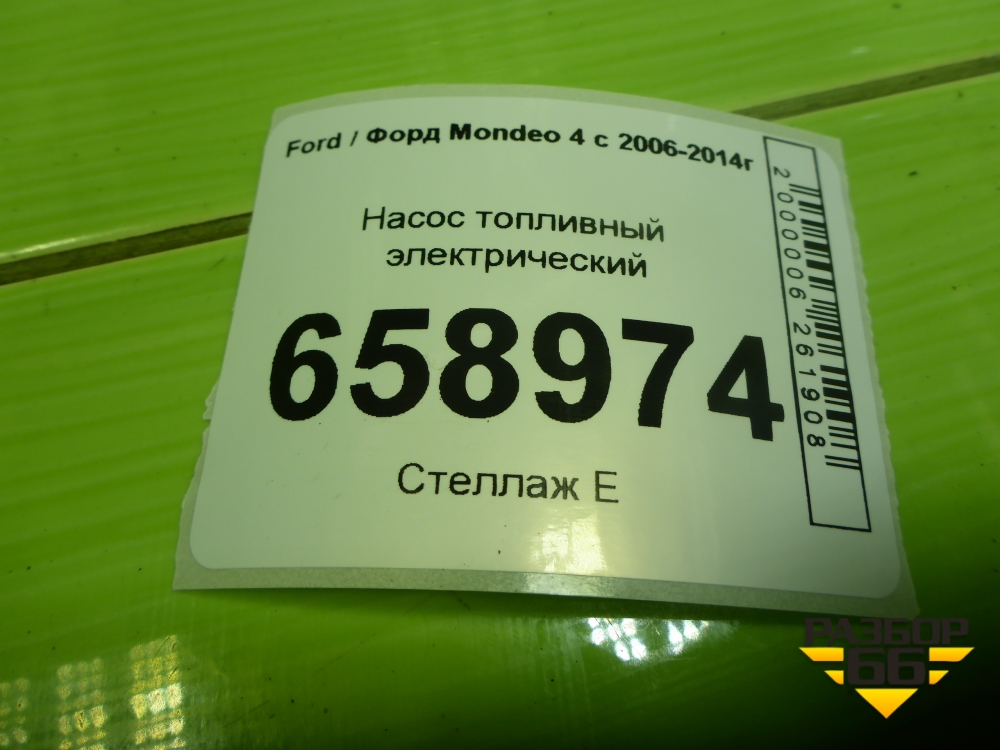 Ford / Форд Mondeo 4 с 2006-2014г
Насос топливный
электрический
658974
Стеллаж Е
2000006261908
РАЗБОР
66